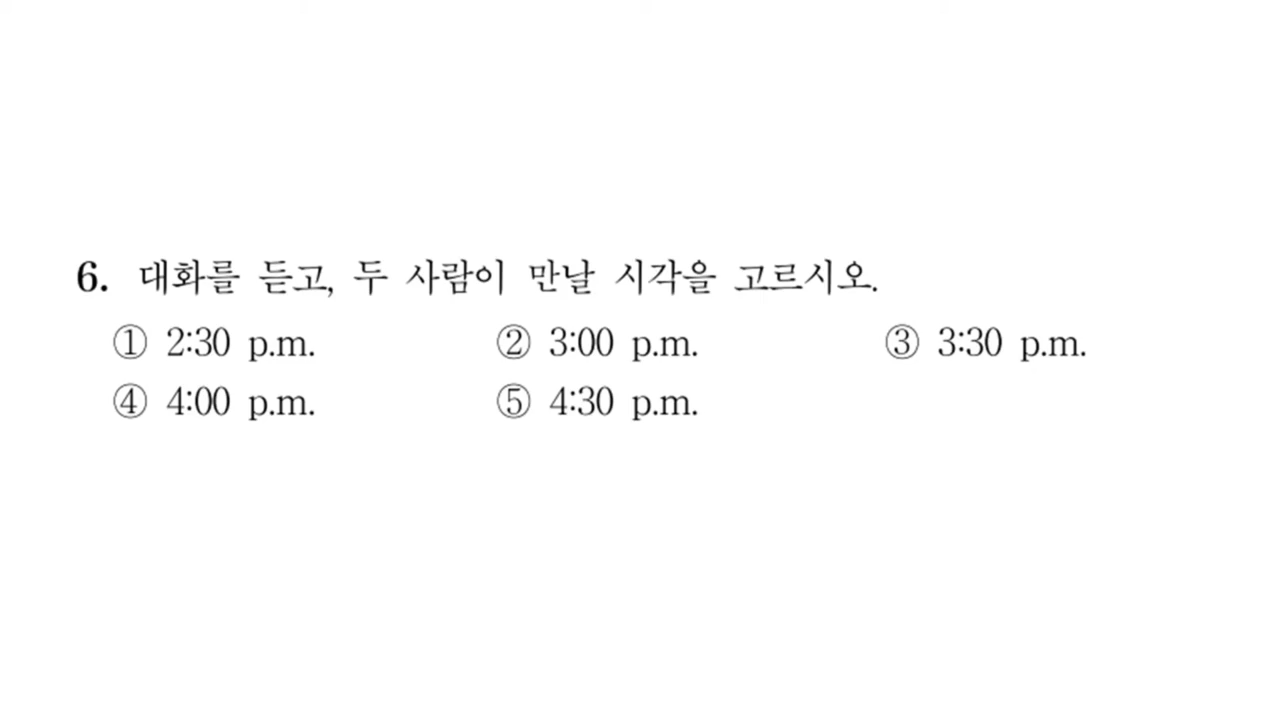 6. 대화를 듣고, 두 사람이 만날 시각을 고르시오.
① 2:30 p.m. ② 3:00 p.m. ③ 3:30 p.m.
④ 4:00 p.m. ⑤ 4:30 p.m.